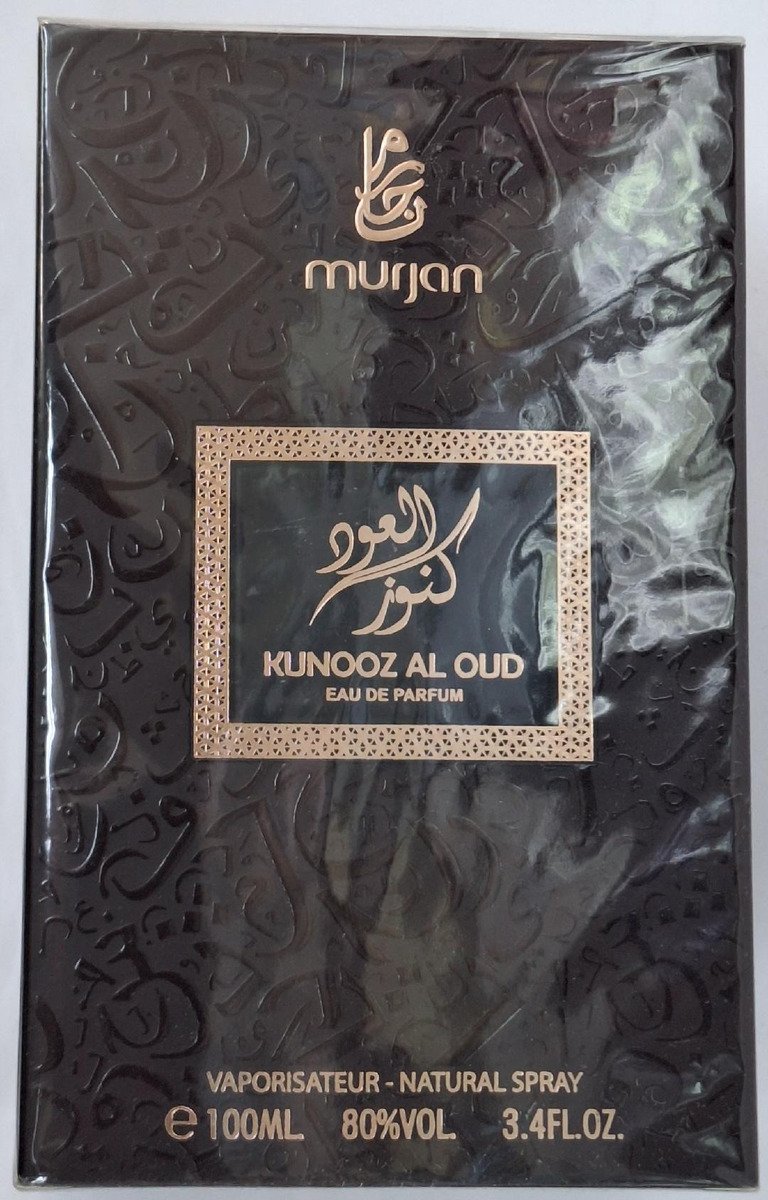 مرجان
murjan
كنوز العود
KUNOOZ AL OUD
EAU DE PARFUM
VAPORISATEUR - NATURAL SPRAY
e 100ML 80%VOL. 3.4FL.OZ.